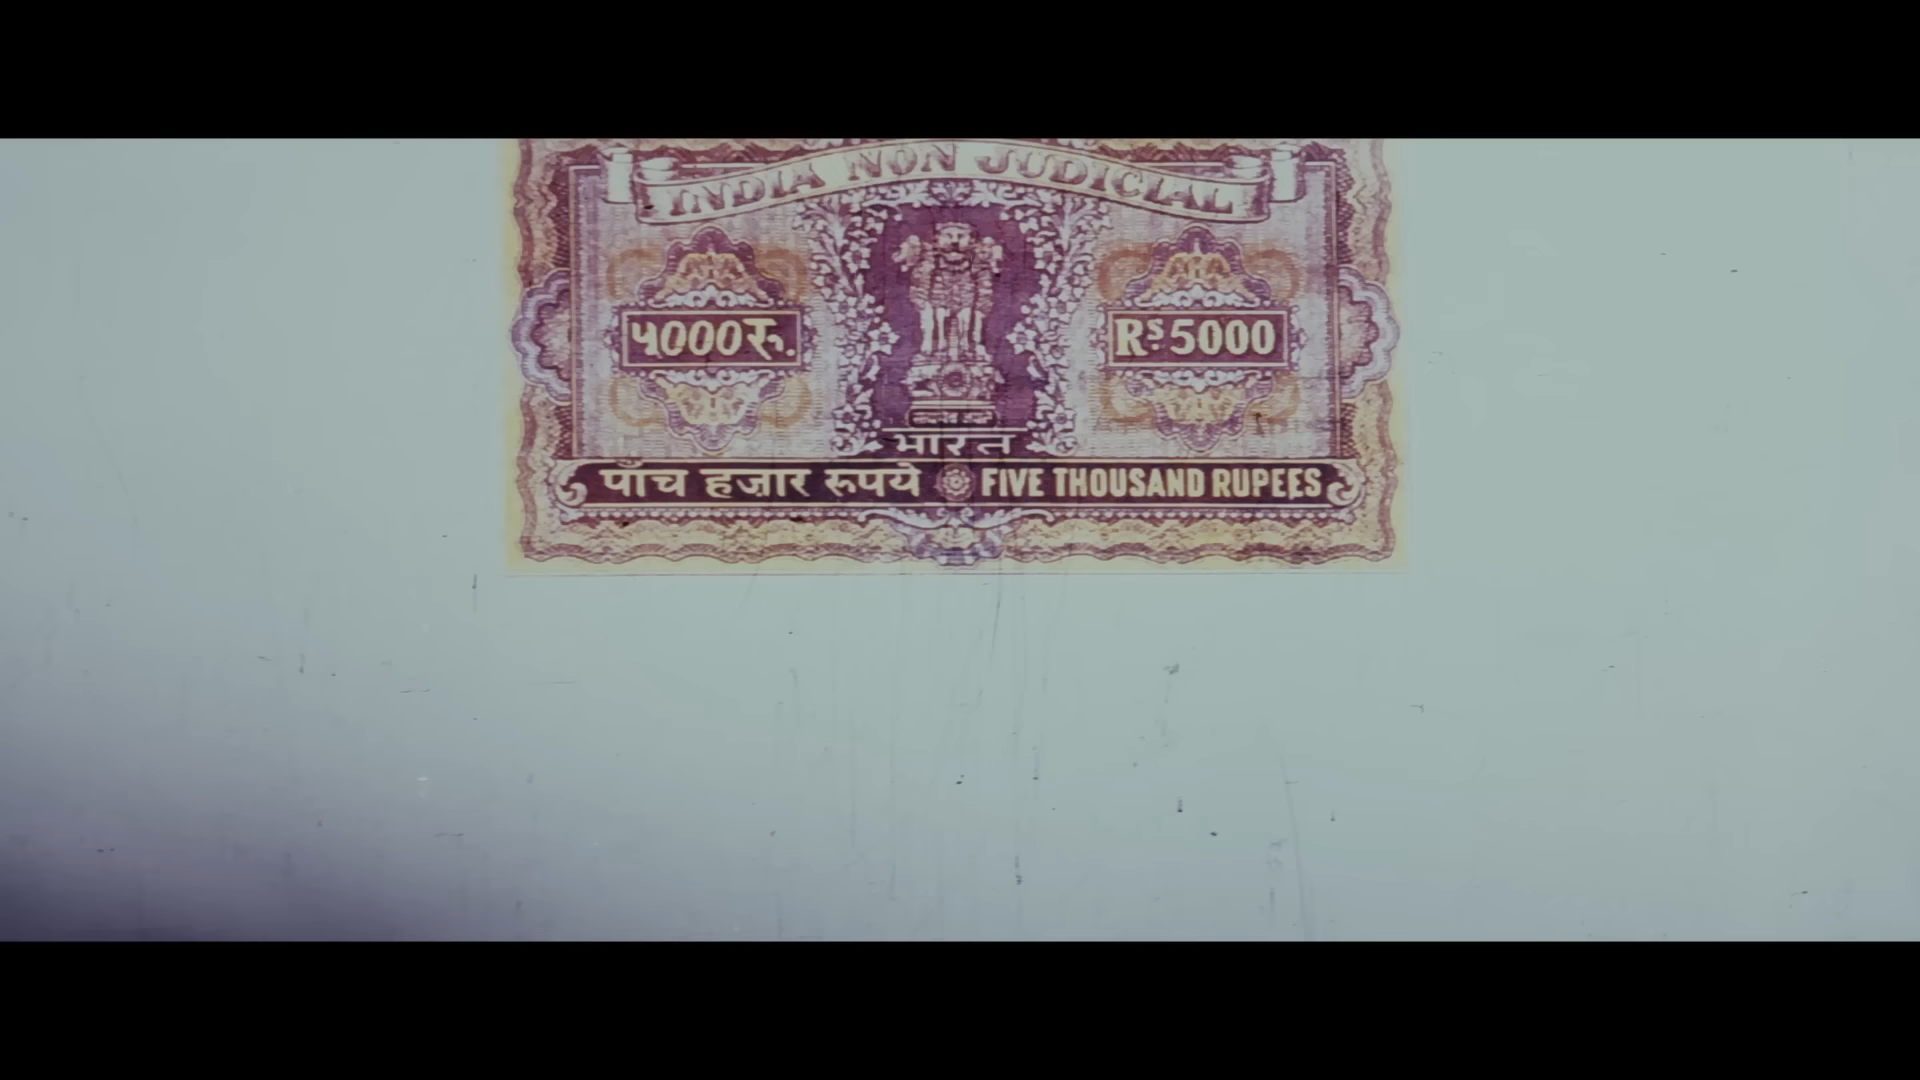 INDIA NON JUDICIAL
५000रु.
Rs.5000
भारत
पाँच हजार रुपये FIVE THOUSAND RUPEES